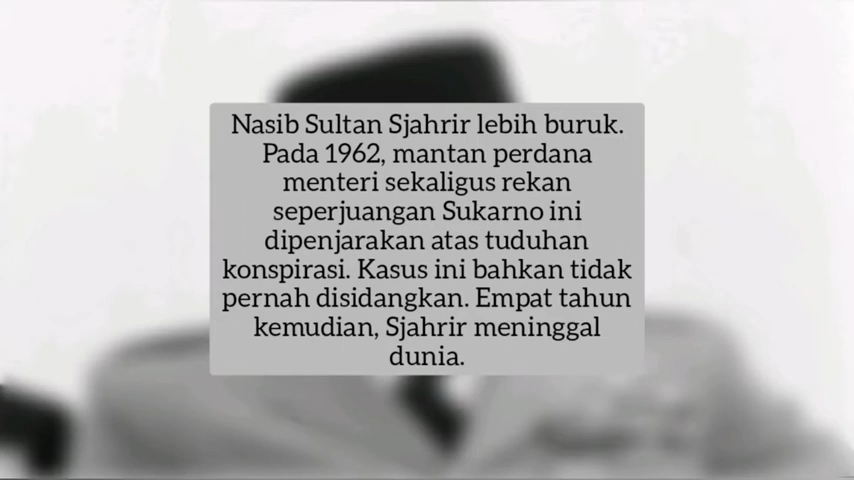 Nasib Sultan Sjahrir lebih buruk.
Pada 1962, mantan perdana
menteri sekaligus rekan
seperjuangan Sukarno ini
dipenjarakan atas tuduhan
konspirasi. Kasus ini bahkan tidak
pernah disidangkan. Empat tahun
kemudian, Sjahrir meninggal
dunia.